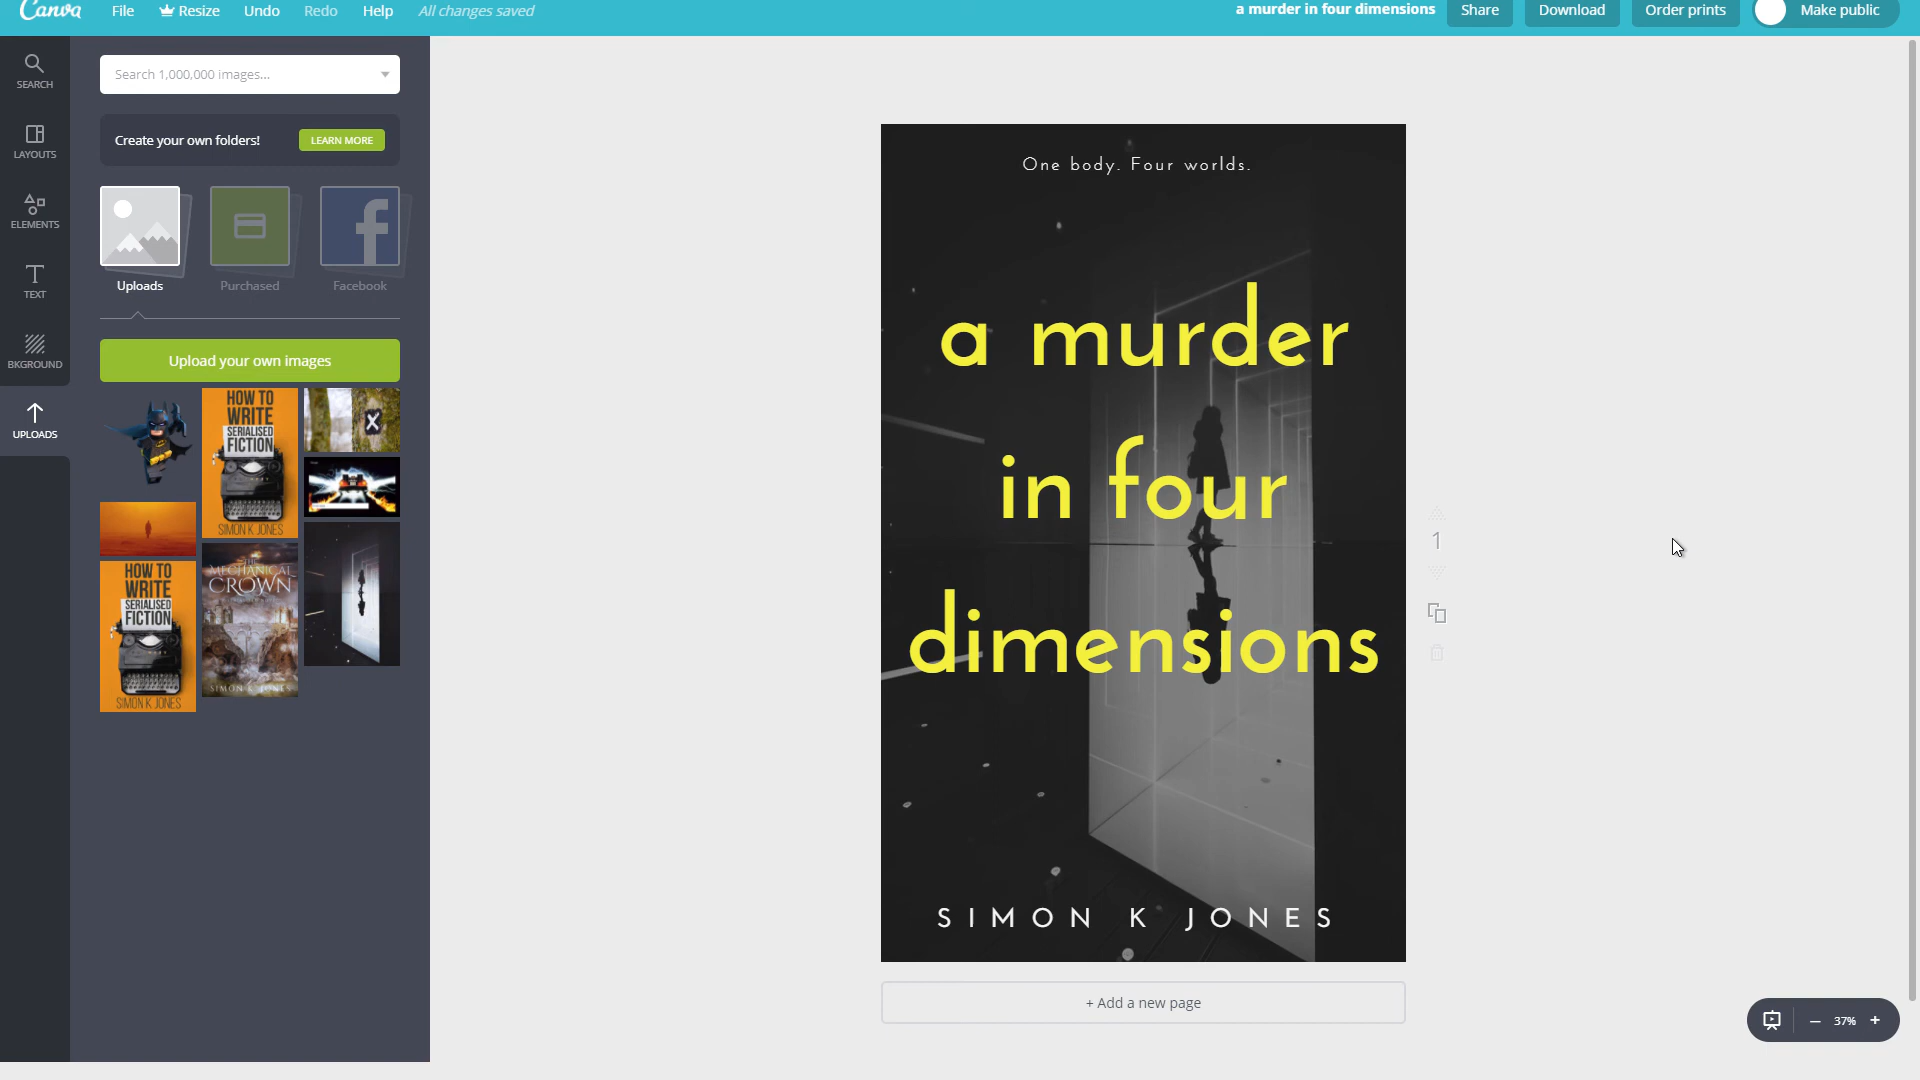 Canva
File
Resize
Undo
Redo
Help
All changes saved
a murder in four dimensions
Share
Download
Order prints
Make public
SEARCH
LAYOUTS
ELEMENTS
TEXT
BKGROUND
UPLOADS
Search 1,000,000 images...
Create your own folders!
LEARN MORE
Uploads
Purchased
Facebook
Upload your own images
HOW TO
WRITE
SERIALISED
FICTION
SIMON K JONES
X
HOW TO
WRITE
SERIALISED
FICTION
SIMON K JONES
THE
MECHANICAL
CROWN
SIMON K JONES
One body. Four worlds.
a murder
in four
dimensions
SIMON K JONES
1
+ Add a new page
– 37% +